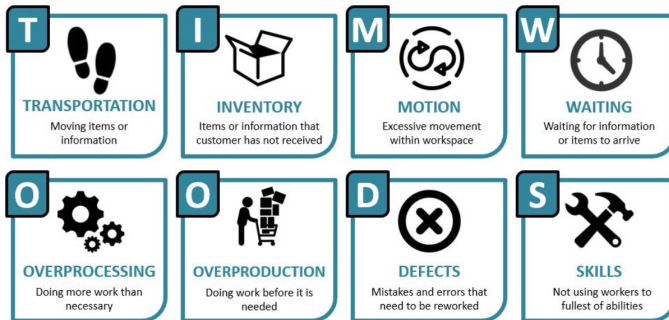 T
TRANSPORTATION
Moving items or
information
I
INVENTORY
Items or information that
customer has not received
M
MOTION
Excessive movement
within workspace
W
WAITING
Waiting for information
or items to arrive
O
OVERPROCESSING
Doing more work than
necessary
O
OVERPRODUCTION
Doing work before it is
needed
D
DEFECTS
Mistakes and errors that
need to be reworked
S
SKILLS
Not using workers to
fullest of abilities